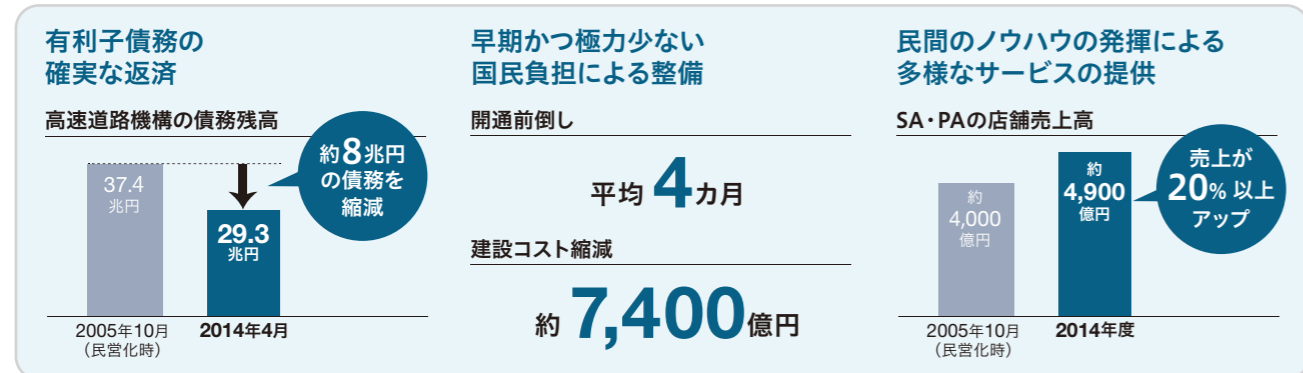 有利子債務の
確実な返済
高速道路機構の債務残高
37.4
兆円
29.3
兆円
約8兆円
の債務を
縮減
2005年10月
（民営化時）
2014年4月
早期かつ極力少ない
国民負担による整備
開通前倒し
平均 4カ月
建設コスト縮減
約 7,400億円
民間のノウハウの発揮による
多様なサービスの提供
SA・PAの店舗売上高
約
4,000
億円
約
4,900
億円
売上が
20% 以上
アップ
2005年10月
（民営化時）
2014年度